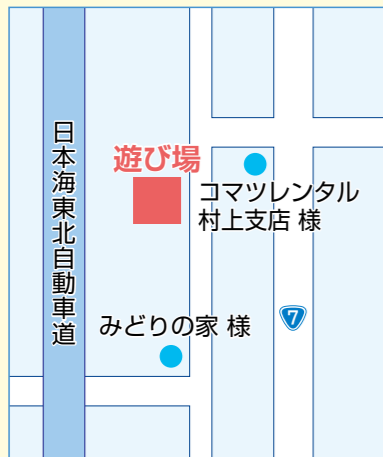 日本海東北自動車道
遊び場
コマツレンタル
村上支店 様
みどりの家 様
7